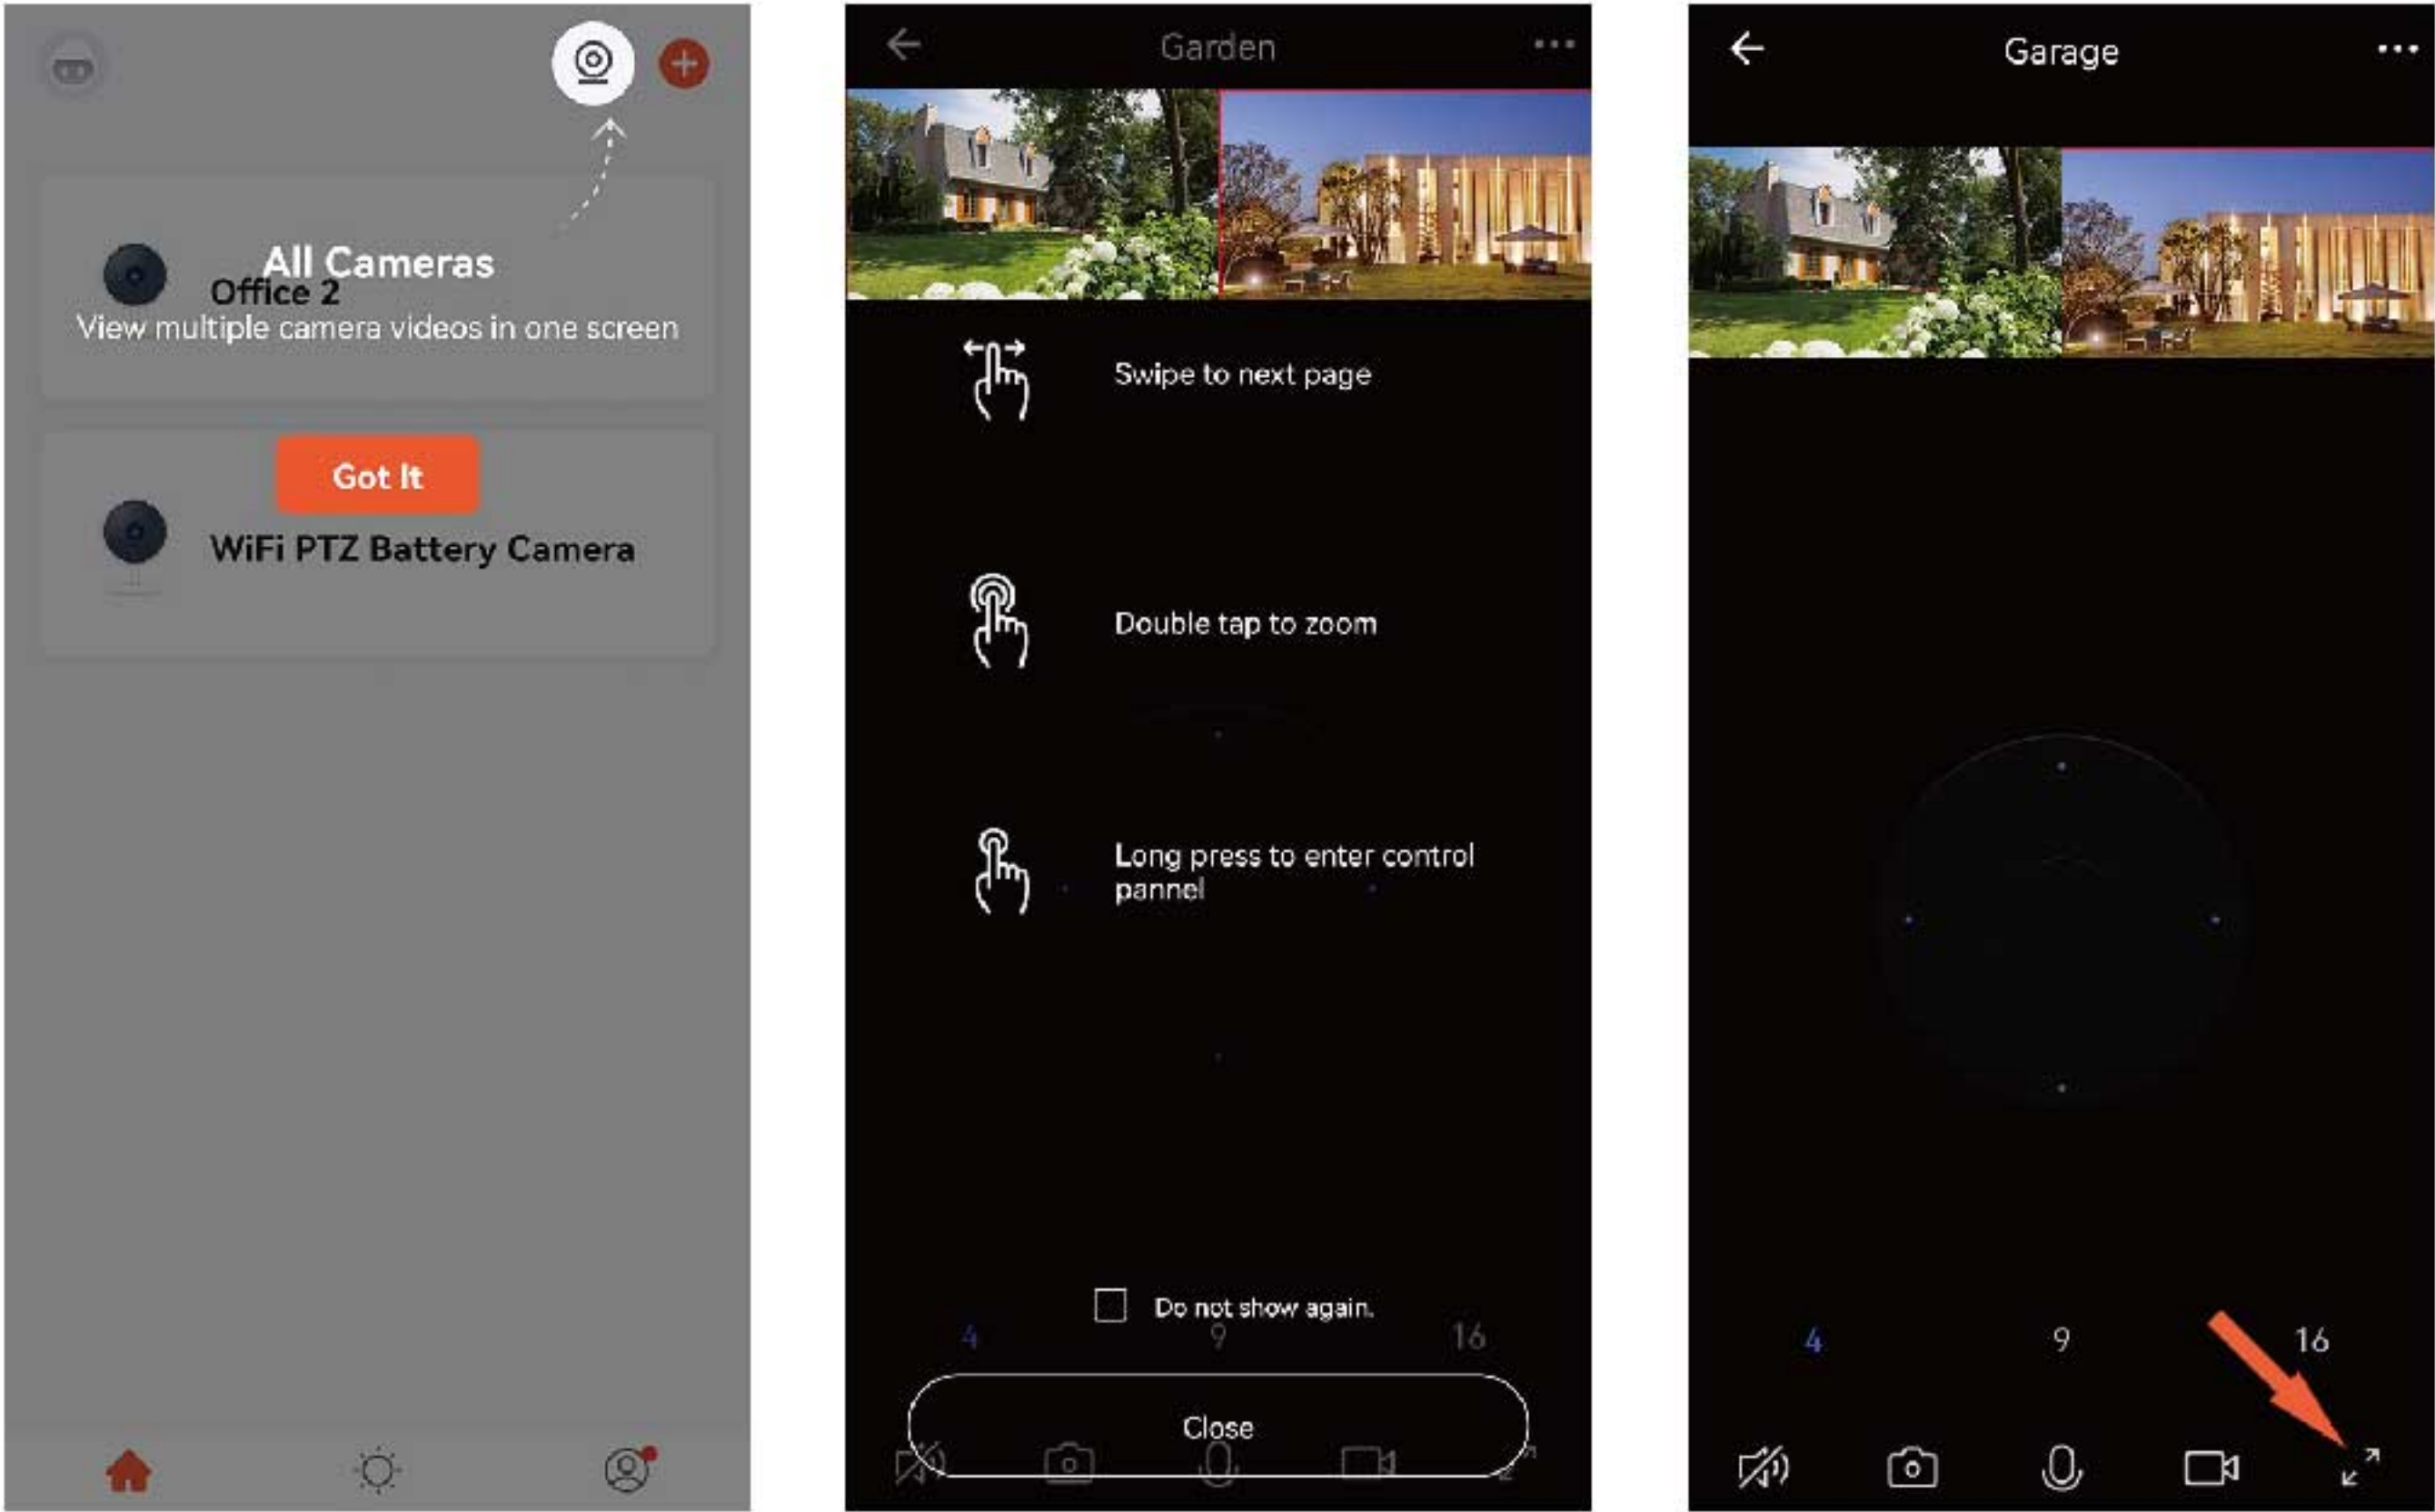 All Cameras
Office 2
View multiple camera videos in one screen
Got It
WiFi PTZ Battery Camera
Garden
Swipe to next page
Double tap to zoom
Long press to enter control
pannel
Do not show again.
4 9 16
Close
Garage
4 9 16